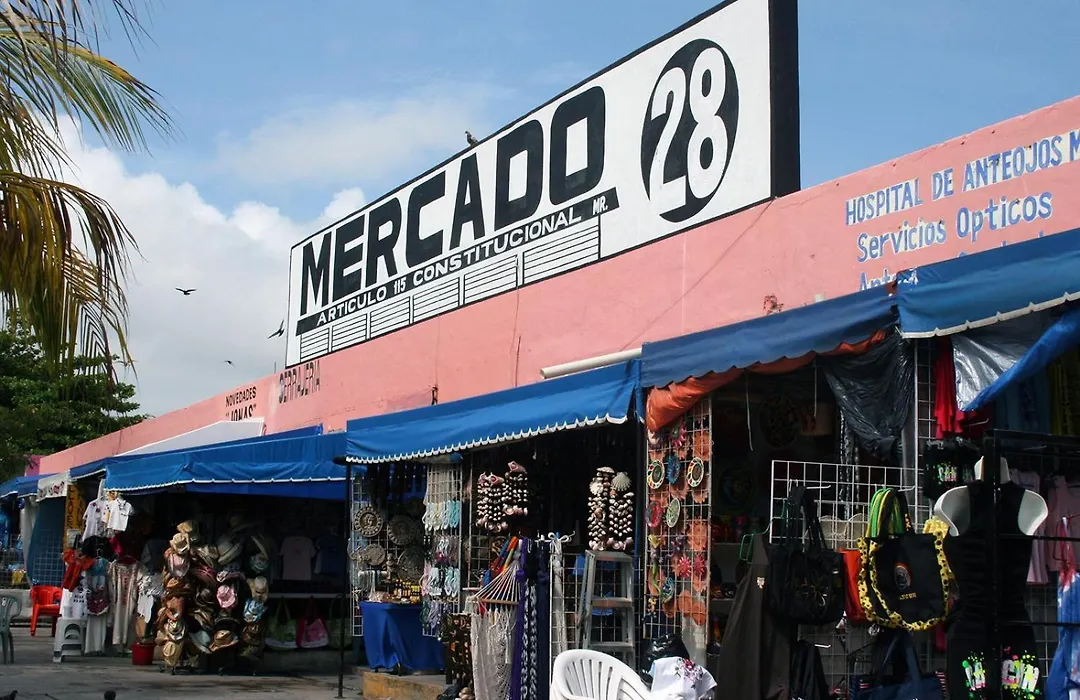 MERCADO 28
ARTICULO 115 CONSTITUCIONAL MR.
HOSPITAL DE ANTEOJOS M
Servicios Opticos
NOVEDADES
"JONAS"
CERRAJERIA